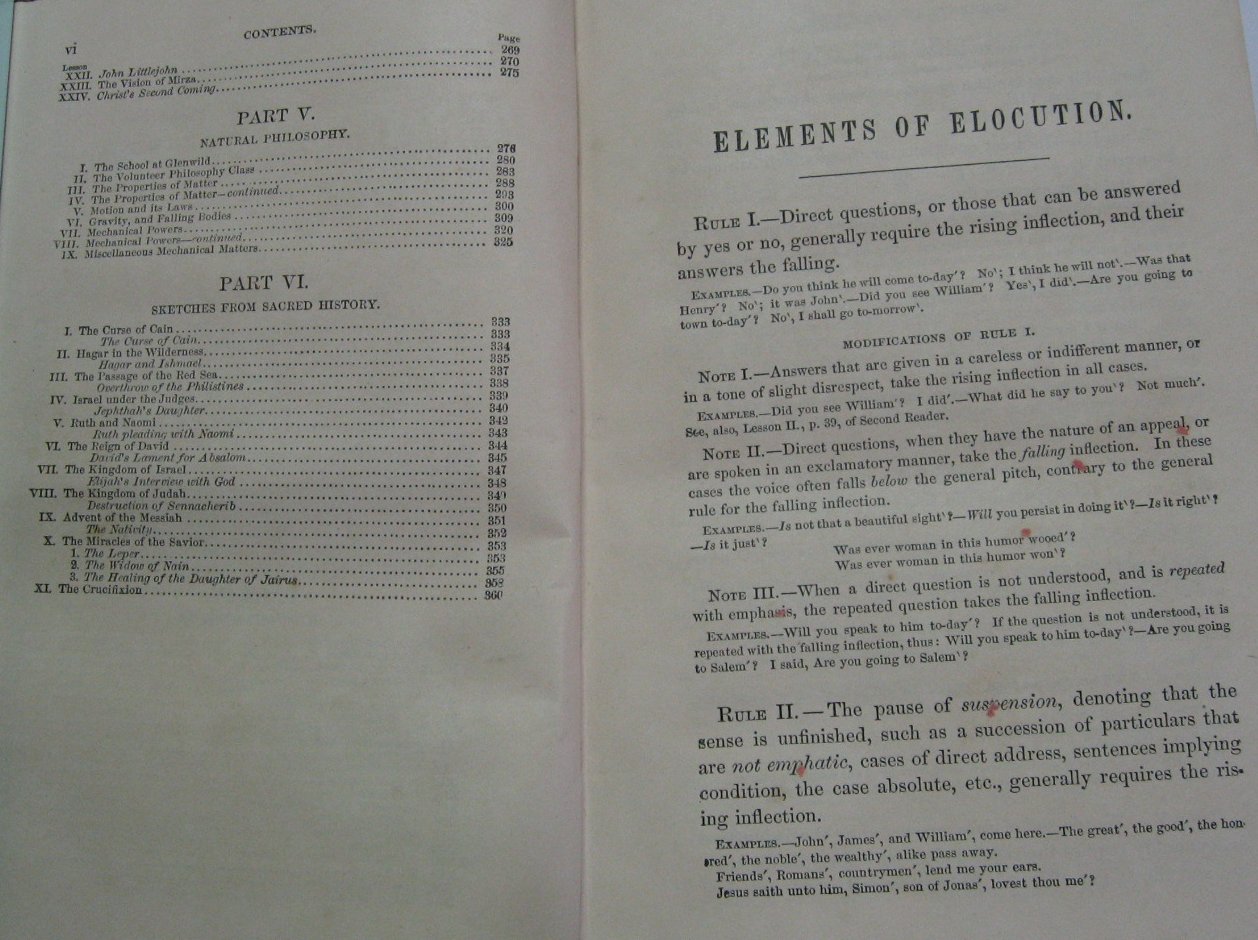 vi
CONTENTS.
Lesson
Page
XXII. John Littlejohn 269
XXIII. The Vision of Mirza 270
XXIV. Christ's Second Coming 275
PART V.
NATURAL PHILOSOPHY.
I. The School at Glenwild 276
II. The Volunteer Philosophy Class 280
III. The Properties of Matter 283
IV. The Properties of Matter—continued 288
V. Motion and its Laws 293
VI. Gravity, and Falling Bodies 300
VII. Mechanical Powers 309
VIII. Mechanical Powers—continued 320
IX. Miscellaneous Mechanical Matters 325
PART VI.
SKETCHES FROM SACRED HISTORY.
I. The Curse of Cain 333
The Curse of Cain 333
II. Hagar in the Wilderness 334
Hagar and Ishmael 335
III. The Passage of the Red Sea 337
Overthrow of the Philistines 338
IV. Israel under the Judges 339
Jephthah's Daughter 340
V. Ruth and Naomi 342
Ruth pleading with Naomi 343
VI. The Reign of David 344
David's Lament for Absalom 345
VII. The Kingdom of Israel 347
Elijah's Interview with God 348
VIII. The Kingdom of Judah 349
Destruction of Sennacherib 350
IX. Advent of the Messiah 351
The Nativity 352
X. The Miracles of the Savior 353
1. The Leper 353
2. The Widow of Nain 355
3. The Healing of the Daughter of Jairus 358
XI. The Crucifixion 360
ELEMENTS OF ELOCUTION.
RULE I.—Direct questions, or those that can be answered
by yes or no, generally require the rising inflection, and their
answers the falling.
EXAMPLES.—Do you think he will come to-day′? No‵; I think he will not‵.—Was that
Henry′? No‵; it was John‵.—Did you see William′? Yes‵, I did‵.—Are you going to
town to-day′? No‵, I shall go to-morrow‵.
MODIFICATIONS OF RULE I.
NOTE I.—Answers that are given in a careless or indifferent manner, or
in a tone of slight disrespect, take the rising inflection in all cases.
EXAMPLES.—Did you see William′? I did′.—What did he say to you‵? Not much′.
See, also, Lesson II., p. 39, of Second Reader.
NOTE II.—Direct questions, when they have the nature of an appeal, or
are spoken in an exclamatory manner, take the falling inflection. In these
cases the voice often falls below the general pitch, contrary to the general
rule for the falling inflection.
EXAMPLES.—Is not that a beautiful sight‵?—Will you persist in doing it‵?—Is it right‵?
—Is it just‵?
Was ever woman in this humor wooed‵?
Was ever woman in this humor won‵?
NOTE III.—When a direct question is not understood, and is repeated
with emphasis, the repeated question takes the falling inflection.
EXAMPLES.—Will you speak to him to-day′? If the question is not understood, it is
repeated with the falling inflection, thus: Will you speak to him to-day‵?—Are you going
to Salem′? I said, Are you going to Salem‵?
RULE II.—The pause of suspension, denoting that the
sense is unfinished, such as a succession of particulars that
are not emphatic, cases of direct address, sentences implying
condition, the case absolute, etc., generally requires the ris-
ing inflection.
EXAMPLES.—John′, James′, and William′, come here.—The great′, the good′, the hon-
ored′, the noble′, the wealthy′, alike pass away.
Friends′, Romans′, countrymen′, lend me your ears.
Jesus saith unto him, Simon′, son of Jonas′, lovest thou me′?